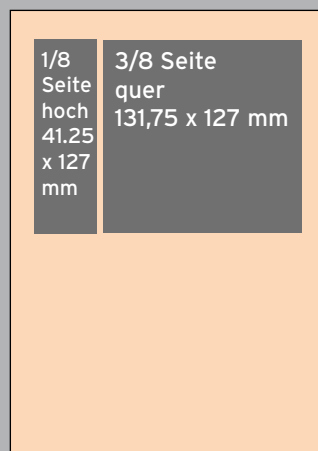 1/8
Seite
hoch
41.25
x 127
mm
3/8 Seite
quer
131,75 x 127 mm